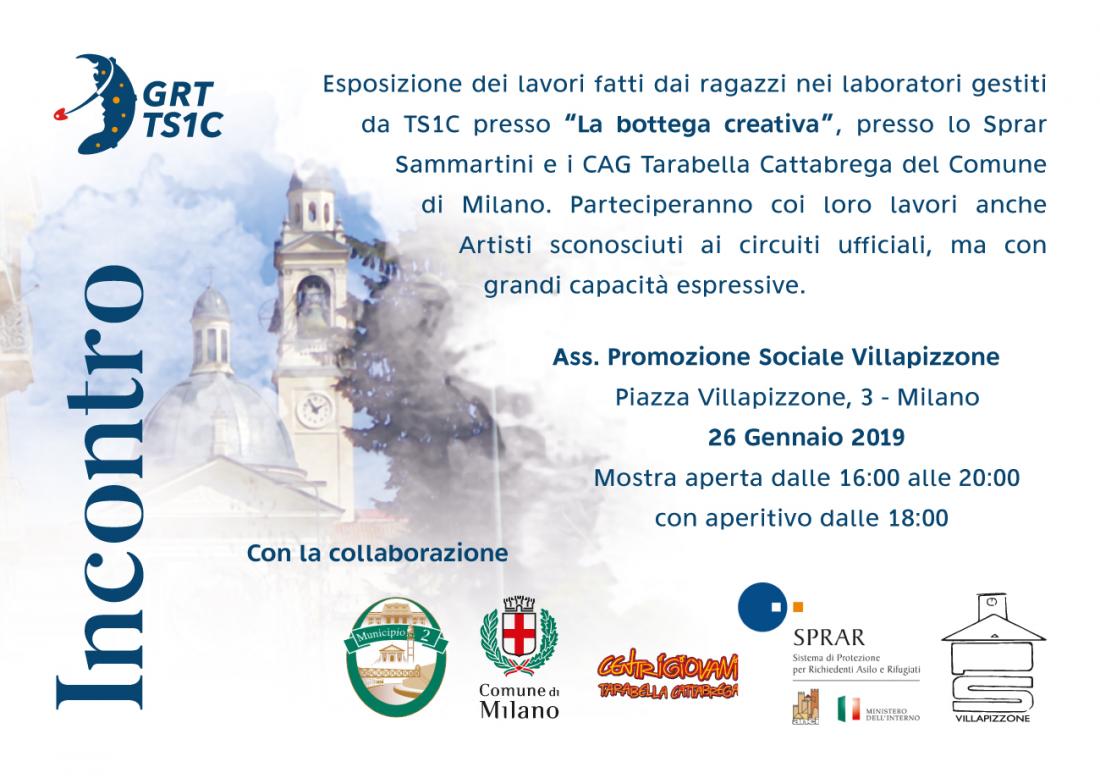 GRT
TS1C
Esposizione dei lavori fatti dai ragazzi nei laboratori gestiti
da TS1C presso “La bottega creativa”, presso lo Sprar
Sammartini e i CAG Tarabella Cattabrega del Comune
di Milano. Parteciperanno coi loro lavori anche
Artisti sconosciuti ai circuiti ufficiali, ma con
grandi capacità espressive.
Incontro
Ass. Promozione Sociale Villapizzone
Piazza Villapizzone, 3 - Milano
26 Gennaio 2019
Mostra aperta dalle 16:00 alle 20:00
con aperitivo dalle 18:00
Con la collaborazione
Municipio 2
Comune di
Milano
CENTRIGIOVANI
TARABELLA CATTABREGA
SPRAR
Sistema di Protezione
per Richiedenti Asilo e Rifugiati
MINISTERO
DELL'INTERNO
VILLAPIZZONE